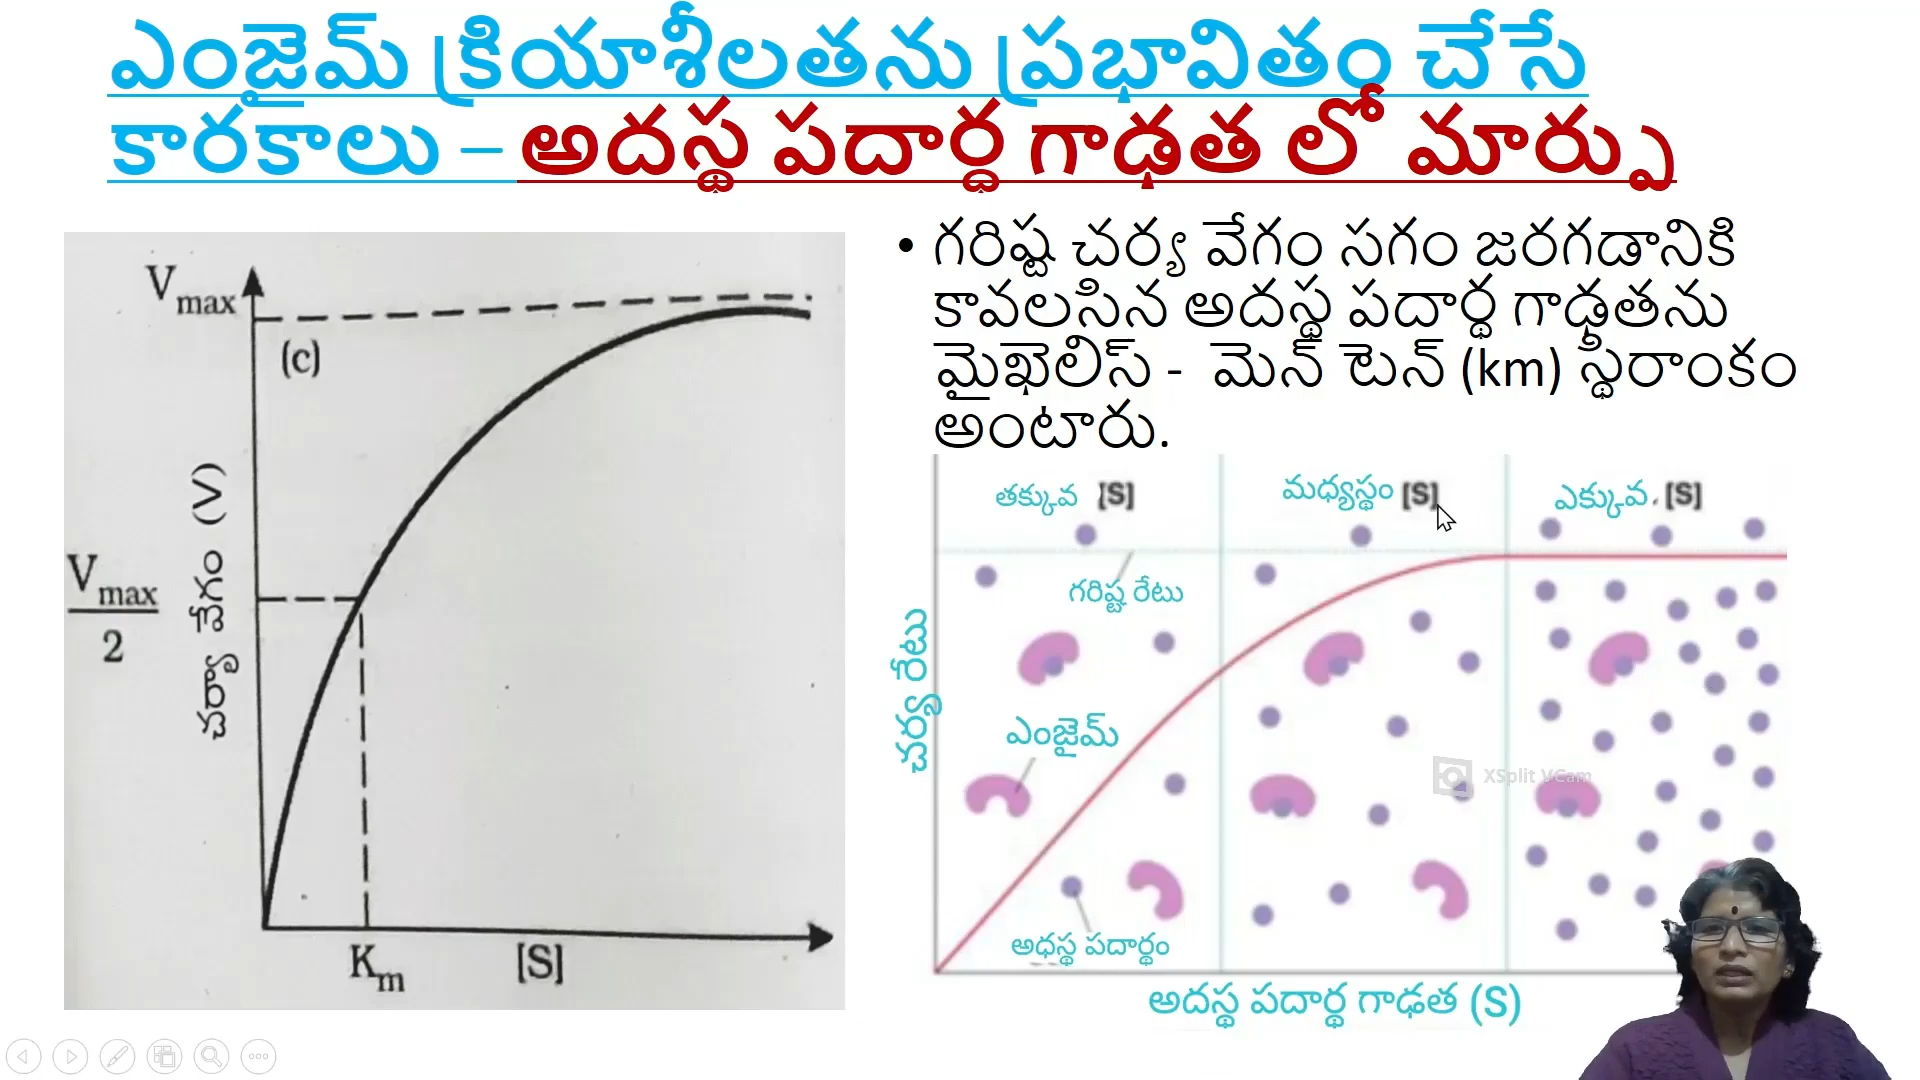 ఎంజైమ్ క్రియాశీలతను ప్రభావితం చేసే
కారకాలు – అదస్థ పదార్థ గాఢత లో మార్పు
Vmax
(c)
చర్యా వేగం (V)
Vmax
2
Km
[S]
• గరిష్ట చర్య వేగం సగం జరగడానికి
కావలసిన అదస్థ పదార్థ గాఢతను
మైఖెలిస్ - మెన్ టెన్ (km) స్థిరాంకం
అంటారు.
తక్కువ [S]
మధ్యస్థం [S]
ఎక్కువ. [S]
గరిష్ట రేటు
చర్య రేటు
ఎంజైమ్
XSplit VCam
అధస్థ పదార్థం
అదస్థ పదార్థ గాఢత (S)